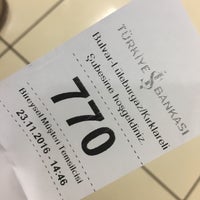 TÜRKİYE İŞ BANKASI
Bulvar-Lüleburgaz/Kırklareli
Şubesine hoşgeldiniz
770
Bireysel Müşteri Temsilcisi
23.11.2016 - 14:46